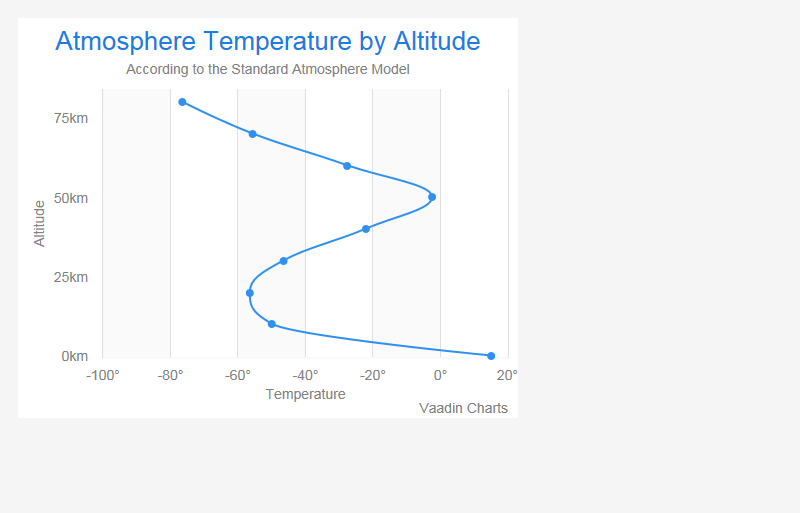 Atmosphere Temperature by Altitude
According to the Standard Atmosphere Model
75km
50km
25km
0km
Altitude
-100° -80° -60° -40° -20° 0° 20°
Temperature
Vaadin Charts